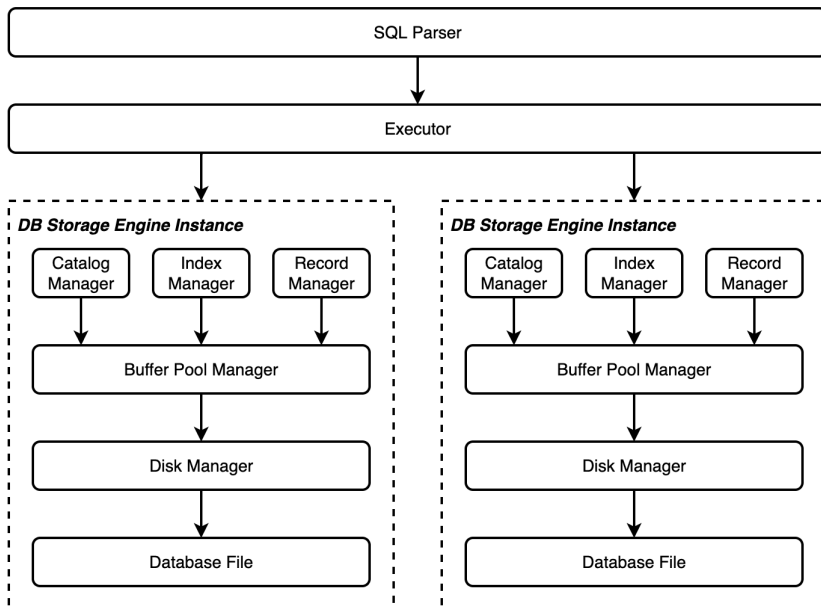 SQL Parser
Executor
DB Storage Engine Instance
Catalog
Manager
Index
Manager
Record
Manager
Buffer Pool Manager
Disk Manager
Database File
DB Storage Engine Instance
Catalog
Manager
Index
Manager
Record
Manager
Buffer Pool Manager
Disk Manager
Database File